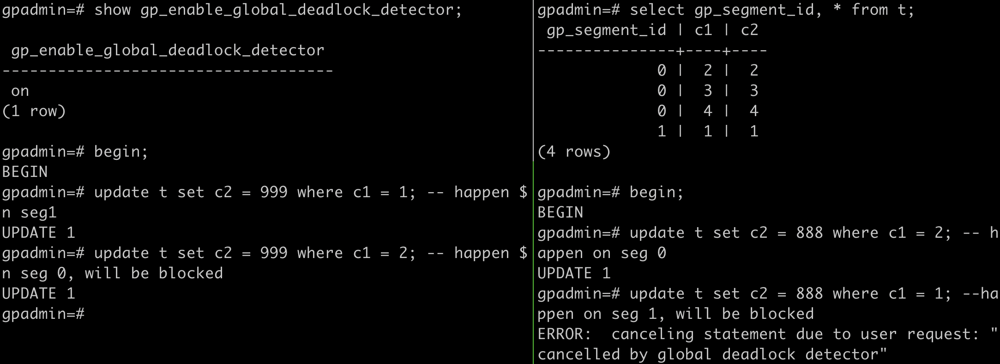 gpadmin=# show gp_enable_global_deadlock_detector;
 gp_enable_global_deadlock_detector
------------------------------------
 on
(1 row)
gpadmin=# begin;
BEGIN
gpadmin=# update t set c2 = 999 where c1 = 1; -- happen $
n seg1
UPDATE 1
gpadmin=# update t set c2 = 999 where c1 = 2; -- happen $
n seg 0, will be blocked
UPDATE 1
gpadmin=#
gpadmin=# select gp_segment_id, * from t;
 gp_segment_id | c1 | c2
---------------+----+----
             0 |  2 |  2
             0 |  3 |  3
             0 |  4 |  4
             1 |  1 |  1
(4 rows)
gpadmin=# begin;
BEGIN
gpadmin=# update t set c2 = 888 where c1 = 2; -- h
appen on seg 0
UPDATE 1
gpadmin=# update t set c2 = 888 where c1 = 1; --ha
ppen on seg 1, will be blocked
ERROR:  canceling statement due to user request: "
cancelled by global deadlock detector"